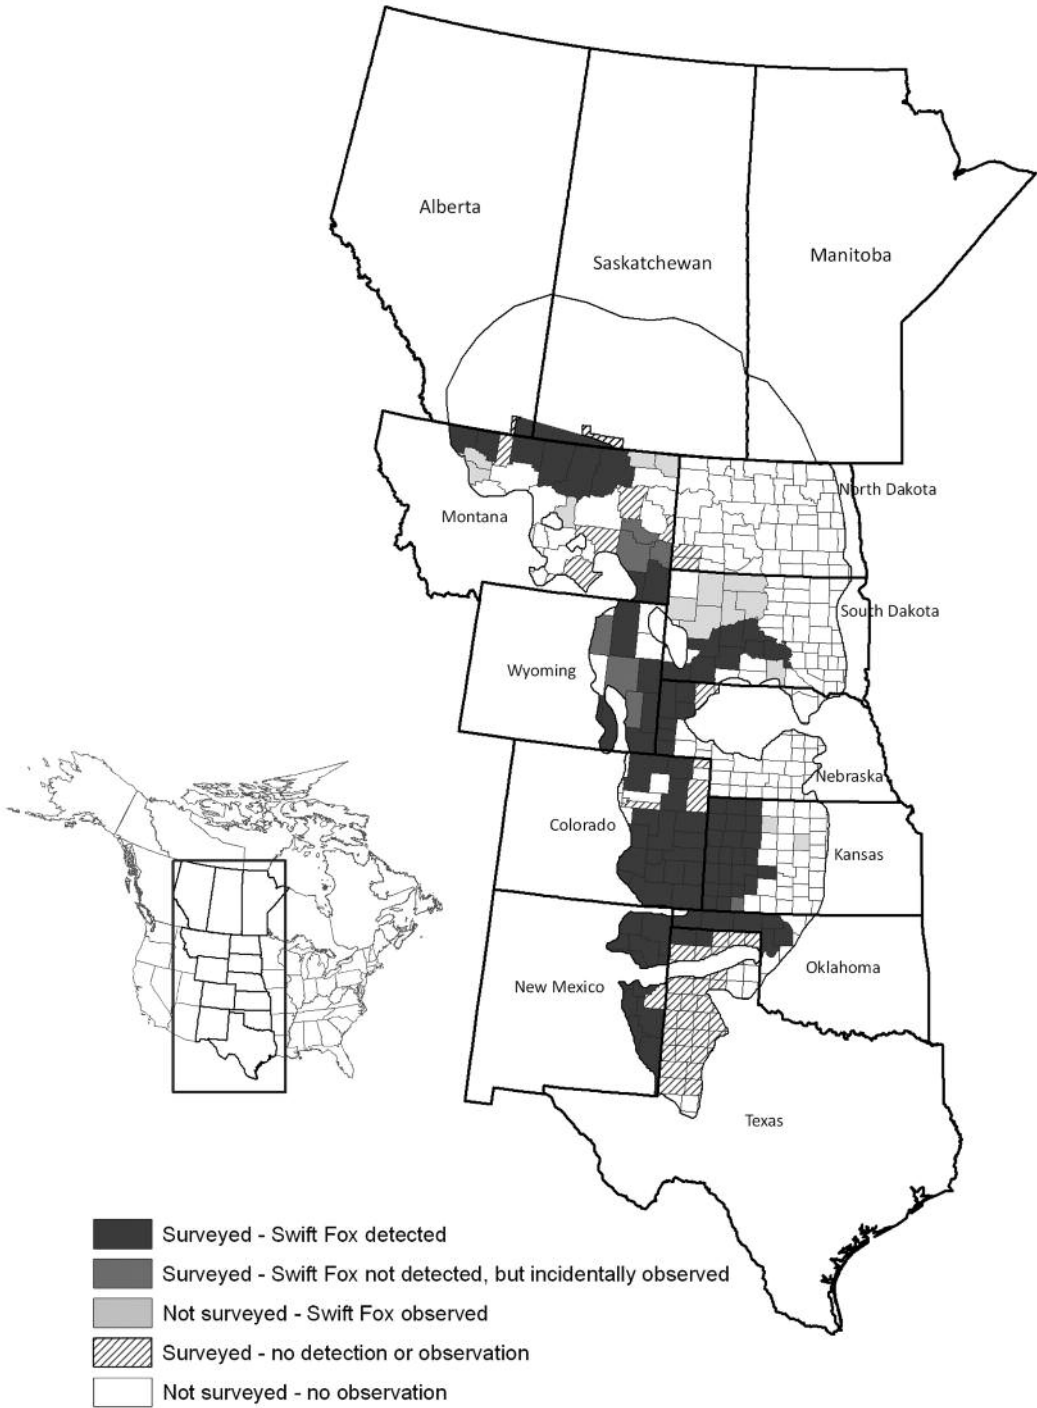 Alberta
Saskatchewan
Manitoba
North Dakota
Montana
South Dakota
Wyoming
Nebraska
Colorado
Kansas
Oklahoma
New Mexico
Texas
Surveyed - Swift Fox detected
Surveyed - Swift Fox not detected, but incidentally observed
Not surveyed - Swift Fox observed
Surveyed - no detection or observation
Not surveyed - no observation